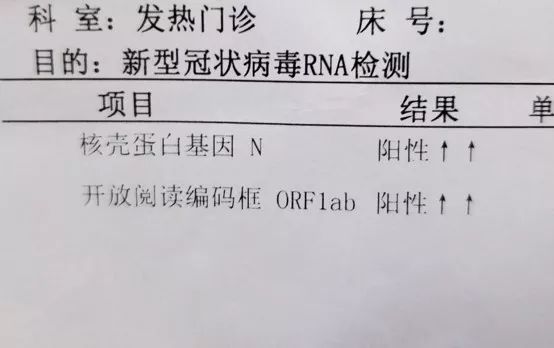 科 室: 发热门诊 床 号:
目的: 新型冠状病毒RNA检测
项目 结果 单
核壳蛋白基因 N 阳性↑ ↑
开放阅读编码框 ORF1ab 阳性↑ ↑